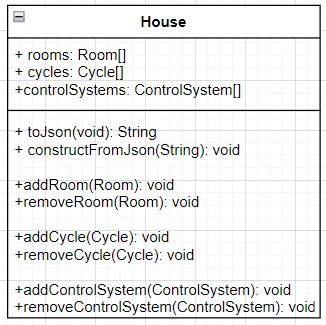 House
+ rooms: Room[]
+ cycles: Cycle[]
+controlSystems: ControlSystem[]
+ toJson(void): String
+ constructFromJson(String): void
+addRoom(Room): void
+removeRoom(Room): void
+addCycle(Cycle): void
+removeCycle(Cycle): void
+addControlSystem(ControlSystem): void
+removeControlSystem(ControlSystem): void